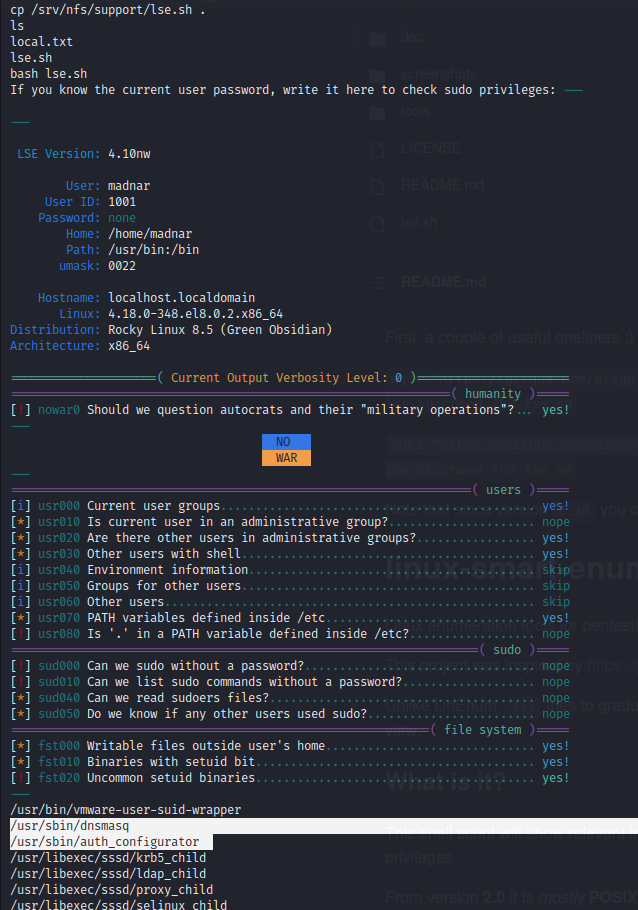 cp /srv/nfs/support/lse.sh .
ls
local.txt
lse.sh
bash lse.sh
If you know the current user password, write it here to check sudo privileges: ---
---
LSE Version: 4.10nw
User: madnar
User ID: 1001
Password: none
Home: /home/madnar
Path: /usr/bin:/bin
umask: 0022
Hostname: localhost.localdomain
Linux: 4.18.0-348.el8.0.2.x86_64
Distribution: Rocky Linux 8.5 (Green Obsidian)
Architecture: x86_64
=====================( Current Output Verbosity Level: 0 )======================
==============================================================( humanity )=====
[!] nowar0 Should we question autocrats and their "military operations"?... yes!
---
NO
WAR
---
=================================================================( users )=====
[i] usr000 Current user groups............................................ yes!
[*] usr010 Is current user in an administrative group?.................... nope
[*] usr020 Are there other users in administrative groups?................ yes!
[*] usr030 Other users with shell......................................... yes!
[i] usr040 Environment information........................................ skip
[i] usr050 Groups for other users......................................... skip
[i] usr060 Other users.................................................... skip
[*] usr070 PATH variables defined inside /etc............................. yes!
[!] usr080 Is '.' in a PATH variable defined inside /etc?................. nope
==================================================================( sudo )=====
[!] sud000 Can we sudo without a password?................................ nope
[!] sud010 Can we list sudo commands without a password?.................. nope
[*] sud040 Can we read sudoers files?..................................... nope
[*] sud050 Do we know if any other users used sudo?....................... nope
===========================================================( file system )=====
[*] fst000 Writable files outside user's home............................. yes!
[*] fst010 Binaries with setuid bit....................................... yes!
[!] fst020 Uncommon setuid binaries....................................... yes!
---
/usr/bin/vmware-user-suid-wrapper
/usr/sbin/dnsmasq
/usr/sbin/auth_configurator
/usr/libexec/sssd/krb5_child
/usr/libexec/sssd/ldap_child
/usr/libexec/sssd/proxy_child
/usr/libexec/sssd/selinux_child
doc
screenshots
tools
LICENSE
README.md
lse.sh
README.md
First, a couple of useful oneliners ;)
What is it?
privileges.
From version 2.0 it is mostly POSIX